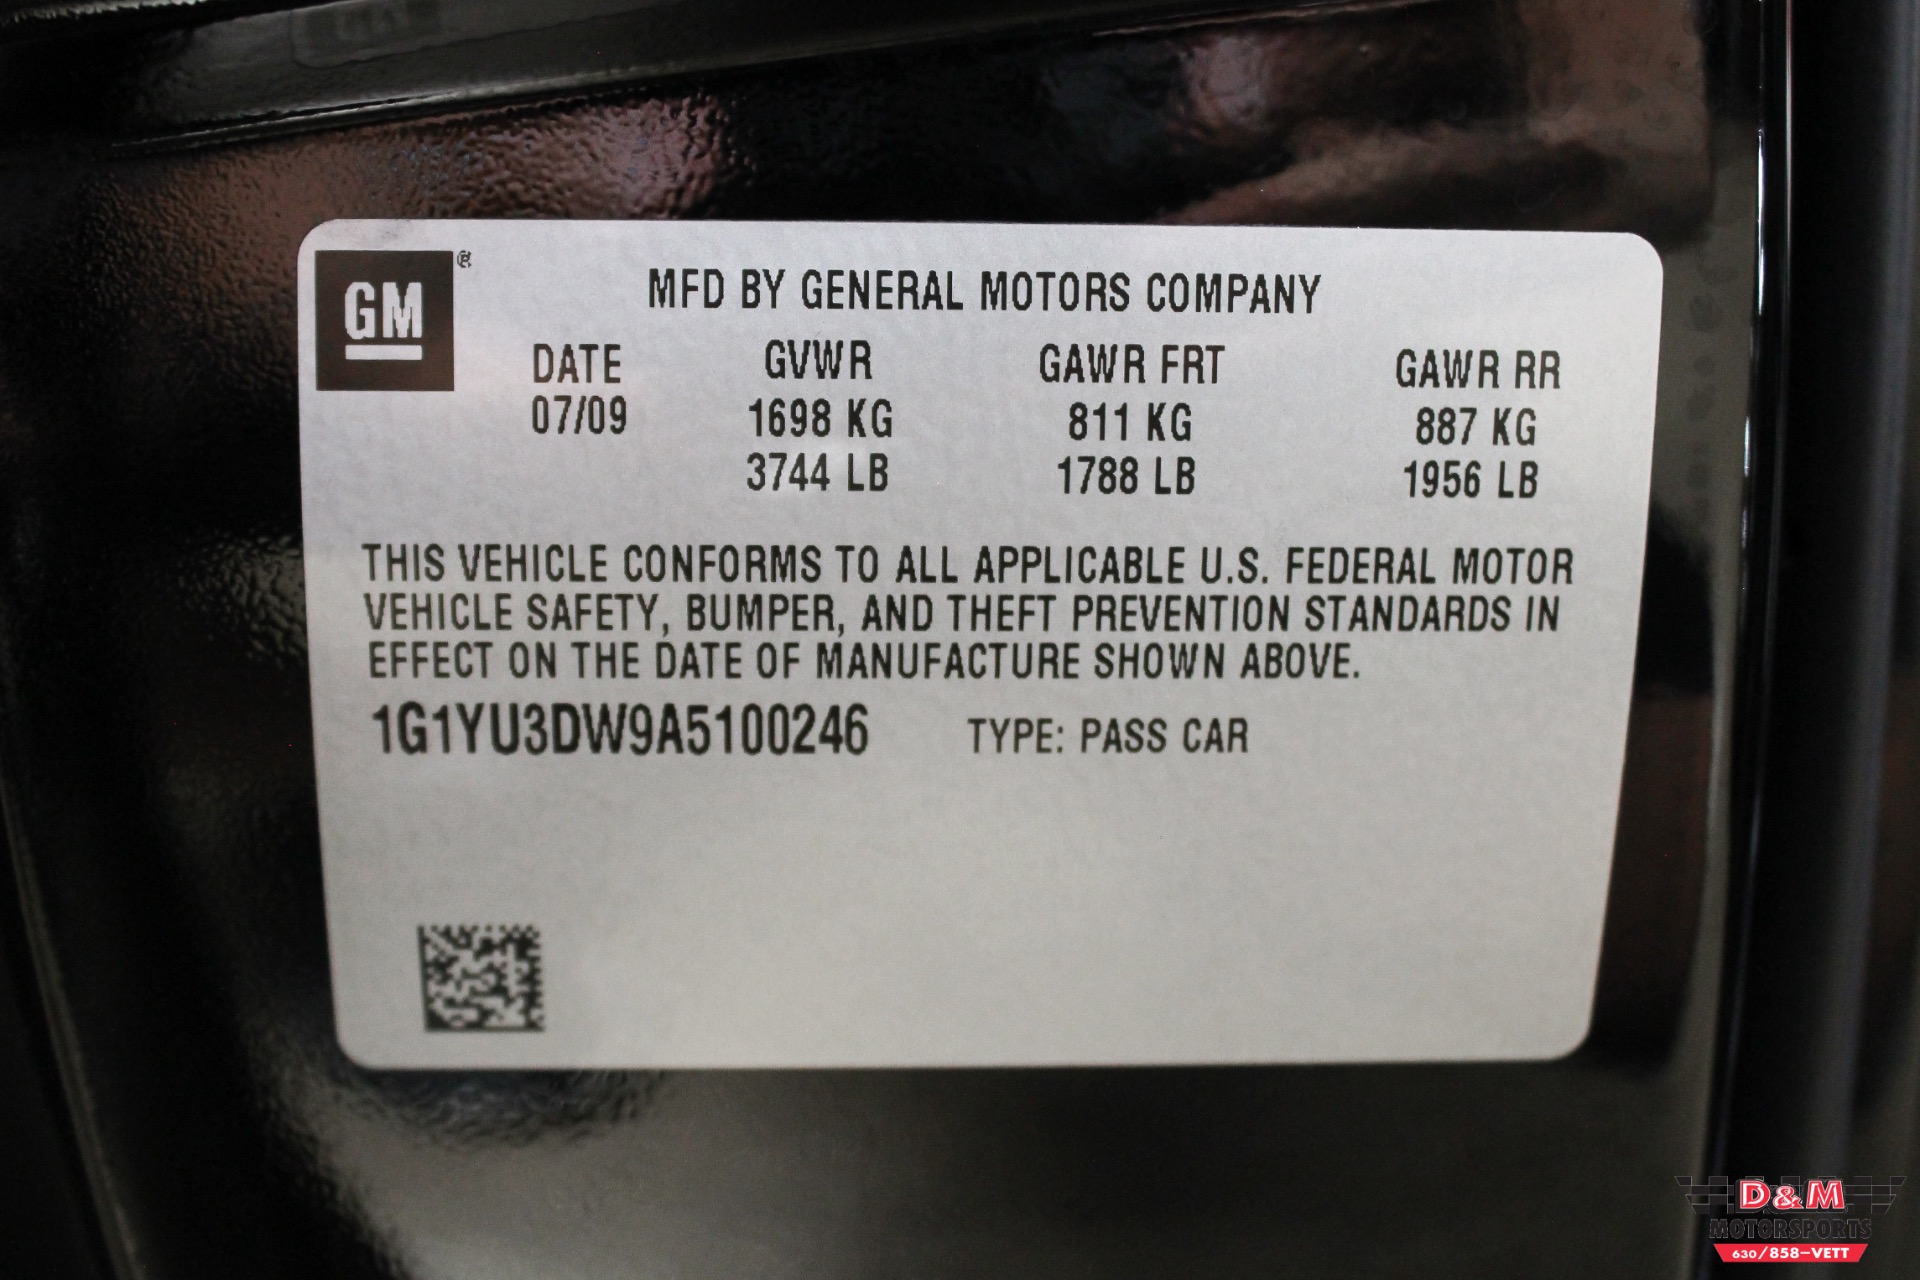 GM ®
MFD BY GENERAL MOTORS COMPANY
DATE GVWR GAWR FRT GAWR RR
07/09 1698 KG 811 KG 887 KG
3744 LB 1788 LB 1956 LB
THIS VEHICLE CONFORMS TO ALL APPLICABLE U.S. FEDERAL MOTOR
VEHICLE SAFETY, BUMPER, AND THEFT PREVENTION STANDARDS IN
EFFECT ON THE DATE OF MANUFACTURE SHOWN ABOVE.
1G1YU3DW9A5100246 TYPE: PASS CAR
D&M
MOTORSPORTS
630/858-VETT